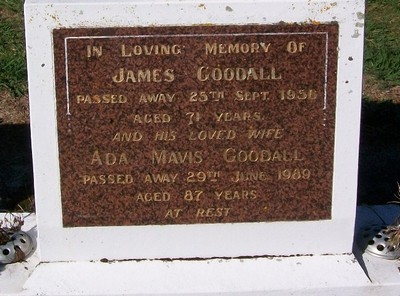 IN LOVING MEMORY OF
JAMES GOODALL
PASSED AWAY 25TH SEPT. 1956
AGED 71 YEARS.
AND HIS LOVED WIFE
ADA MAVIS GOODALL
PASSED AWAY 29TH JUNE 1989
AGED 87 YEARS
AT REST